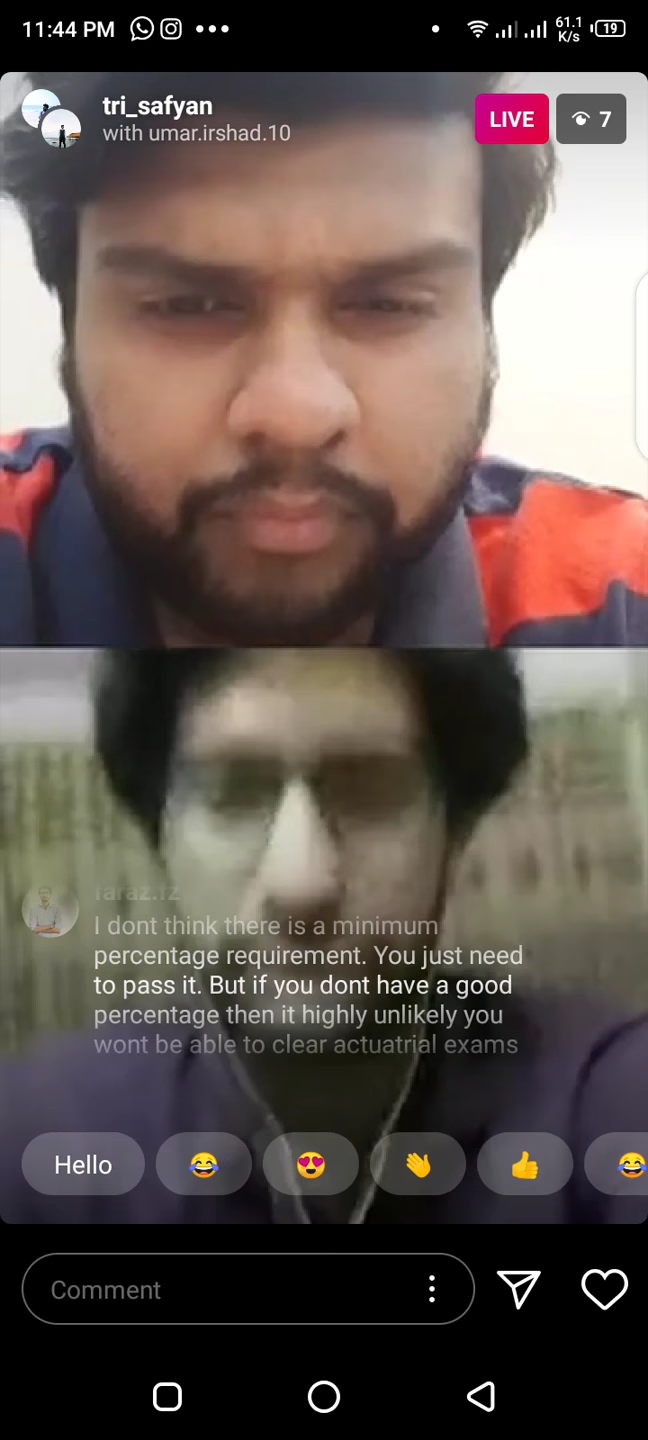 11:44 PM
61.1
K/s
19
tri_safyan
with umar.irshad.10
LIVE
7
faraz.fz
I dont think there is a minimum
percentage requirement. You just need
to pass it. But if you dont have a good
percentage then it highly unlikely you
wont be able to clear actuatrial exams
Hello
Comment